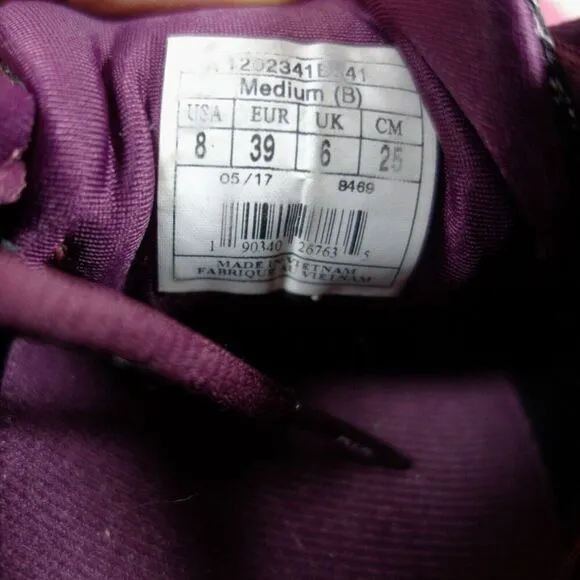 Medium (B)
USA EUR UK CM
8 39 6 25
05/17 8469
1 90340 26763 5
MADE IN VIETNAM
FABRIQUE AU VIETNAM